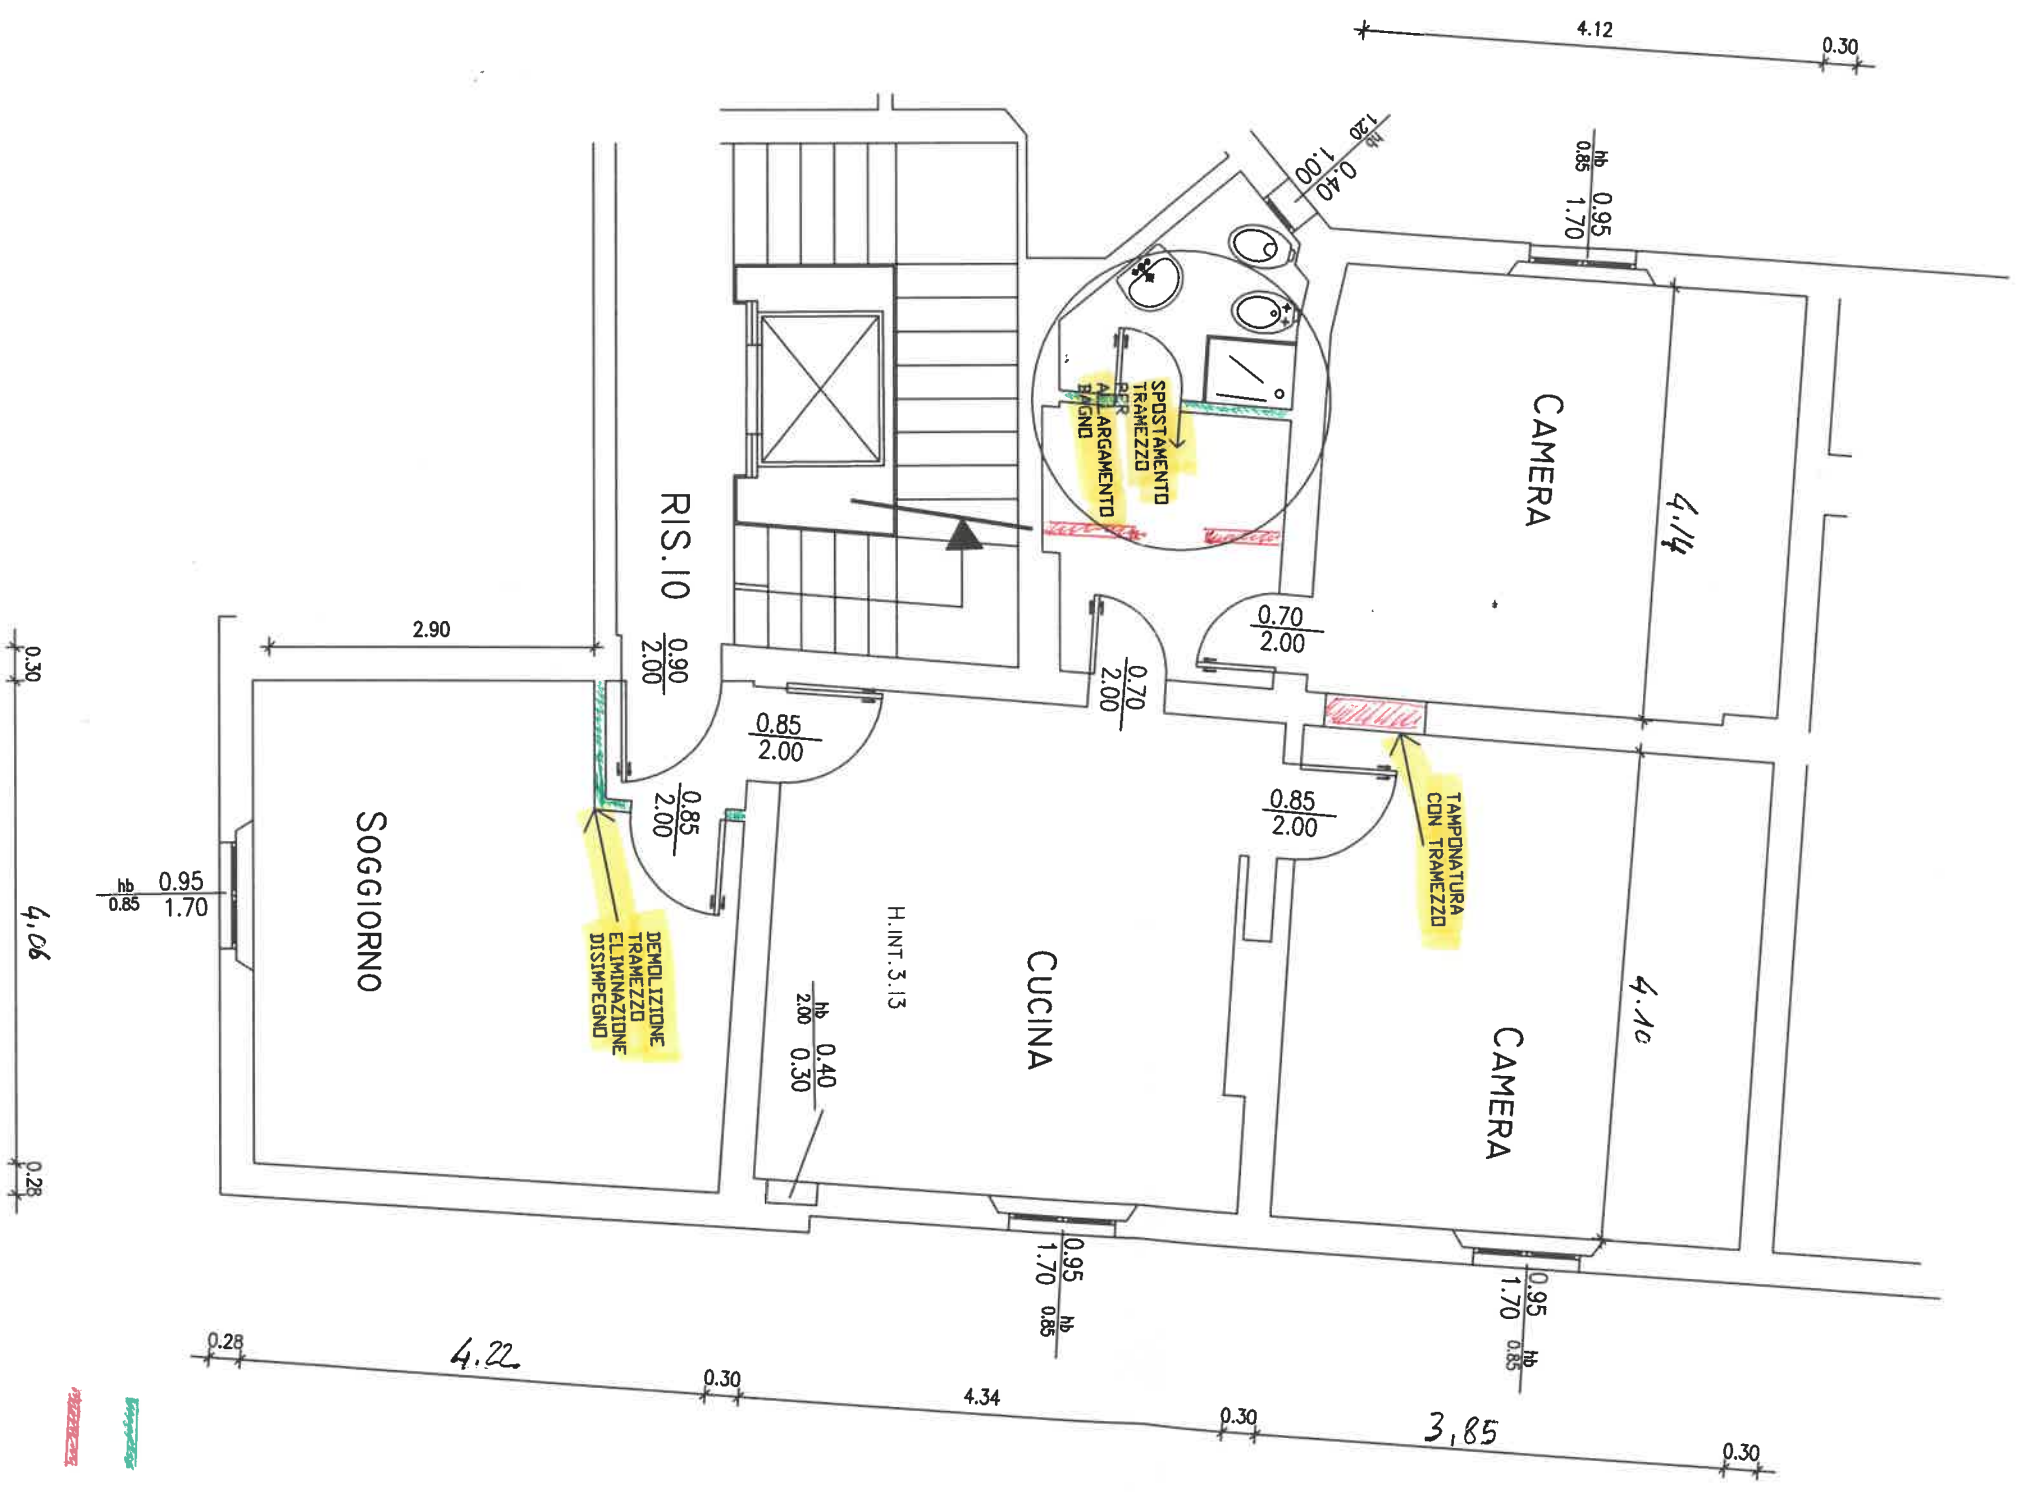 4.12
0.30
hb 0.95
0.85 1.70
0.40 hb
1.00 1.20
CAMERA
4.14
SPOSTAMENTO
TRAMEZZO
PER
ALLARGAMENTO
BAGNO
RIS.10
0.90
2.00
0.70
2.00
0.70
2.00
0.85
2.00
0.85
2.00
0.85
2.00
TAMPONATURA
CON TRAMEZZO
4.10
CAMERA
2.90
0.30
4,06
0.28
hb 0.95
0.85 1.70
SOGGIORNO
DEMOLIZIONE
TRAMEZZO
ELIMINAZIONE
DISIMPEGNO
H.INT.3.13
CUCINA
hb 0.40
2.00 0.30
0.95 hb
1.70 0.85
0.95 hb
1.70 0.85
0.28
4.22
0.30
4.34
0.30
3,85
0.30